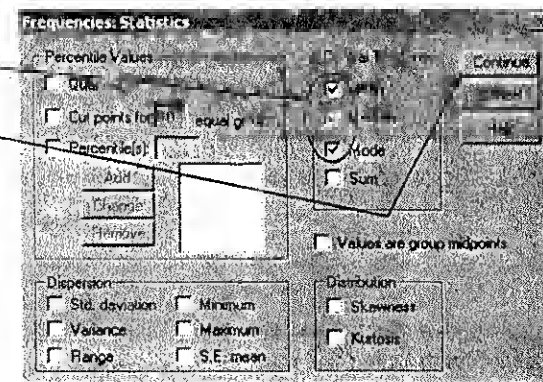 Frequencies: Statistics
Percentile Values
Continue
Cut points for 10 equal
Percentile(s):
Mode
Add
Sum
Change
Remove
Values are group midpoints
Dispersion
Distribution
Std. deviation Minimum
Skewness
Variance Maximum
Kurtosis
Range S.E. mean